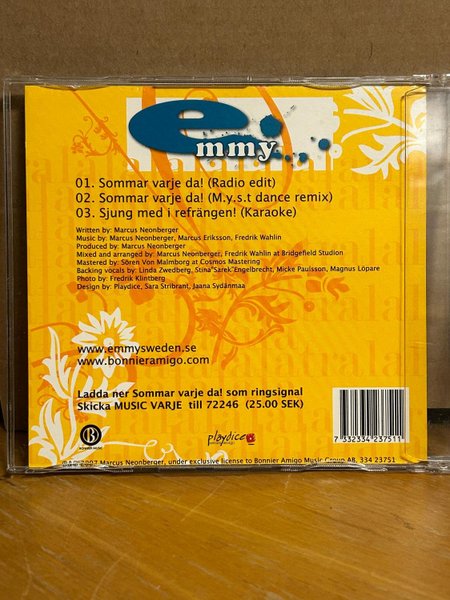 emmy...
01. Sommar varje da! (Radio edit)
02. Sommar varje da! (M.y.s.t dance remix)
03. Sjung med i refrängen! (Karaoke)
Written by: Marcus Neonberger
Music by: Marcus Neonberger, Marcus Eriksson, Fredrik Wahlin
Produced by: Marcus Neonberger
Mixed and arranged by: Marcus Neonberger, Fredrik Wahlin at Bridgefield Studion
Mastered by: Sören Von Malmborg at Cosmos Mastering
Backing vocals by: Linda Zwedberg, Stina Sarek Engelbrecht, Micke Paulsson, Magnus Löpare
Photo by: Fredrik Klintberg
Design by: Playdice, Sara Stribrant, Jaana Sydänmaa
www.emmysweden.se
www.bonnieramigo.com
Ladda ner Sommar varje da! som ringsignal
Skicka MUSIC VARJE till 72246 (25.00 SEK)
B
BONNIER MUSIC
playdice
7 332334 237511
2007 Marcus Neonberger, under exclusive license to Bonnier Amigo Music Group AB, 334 23751